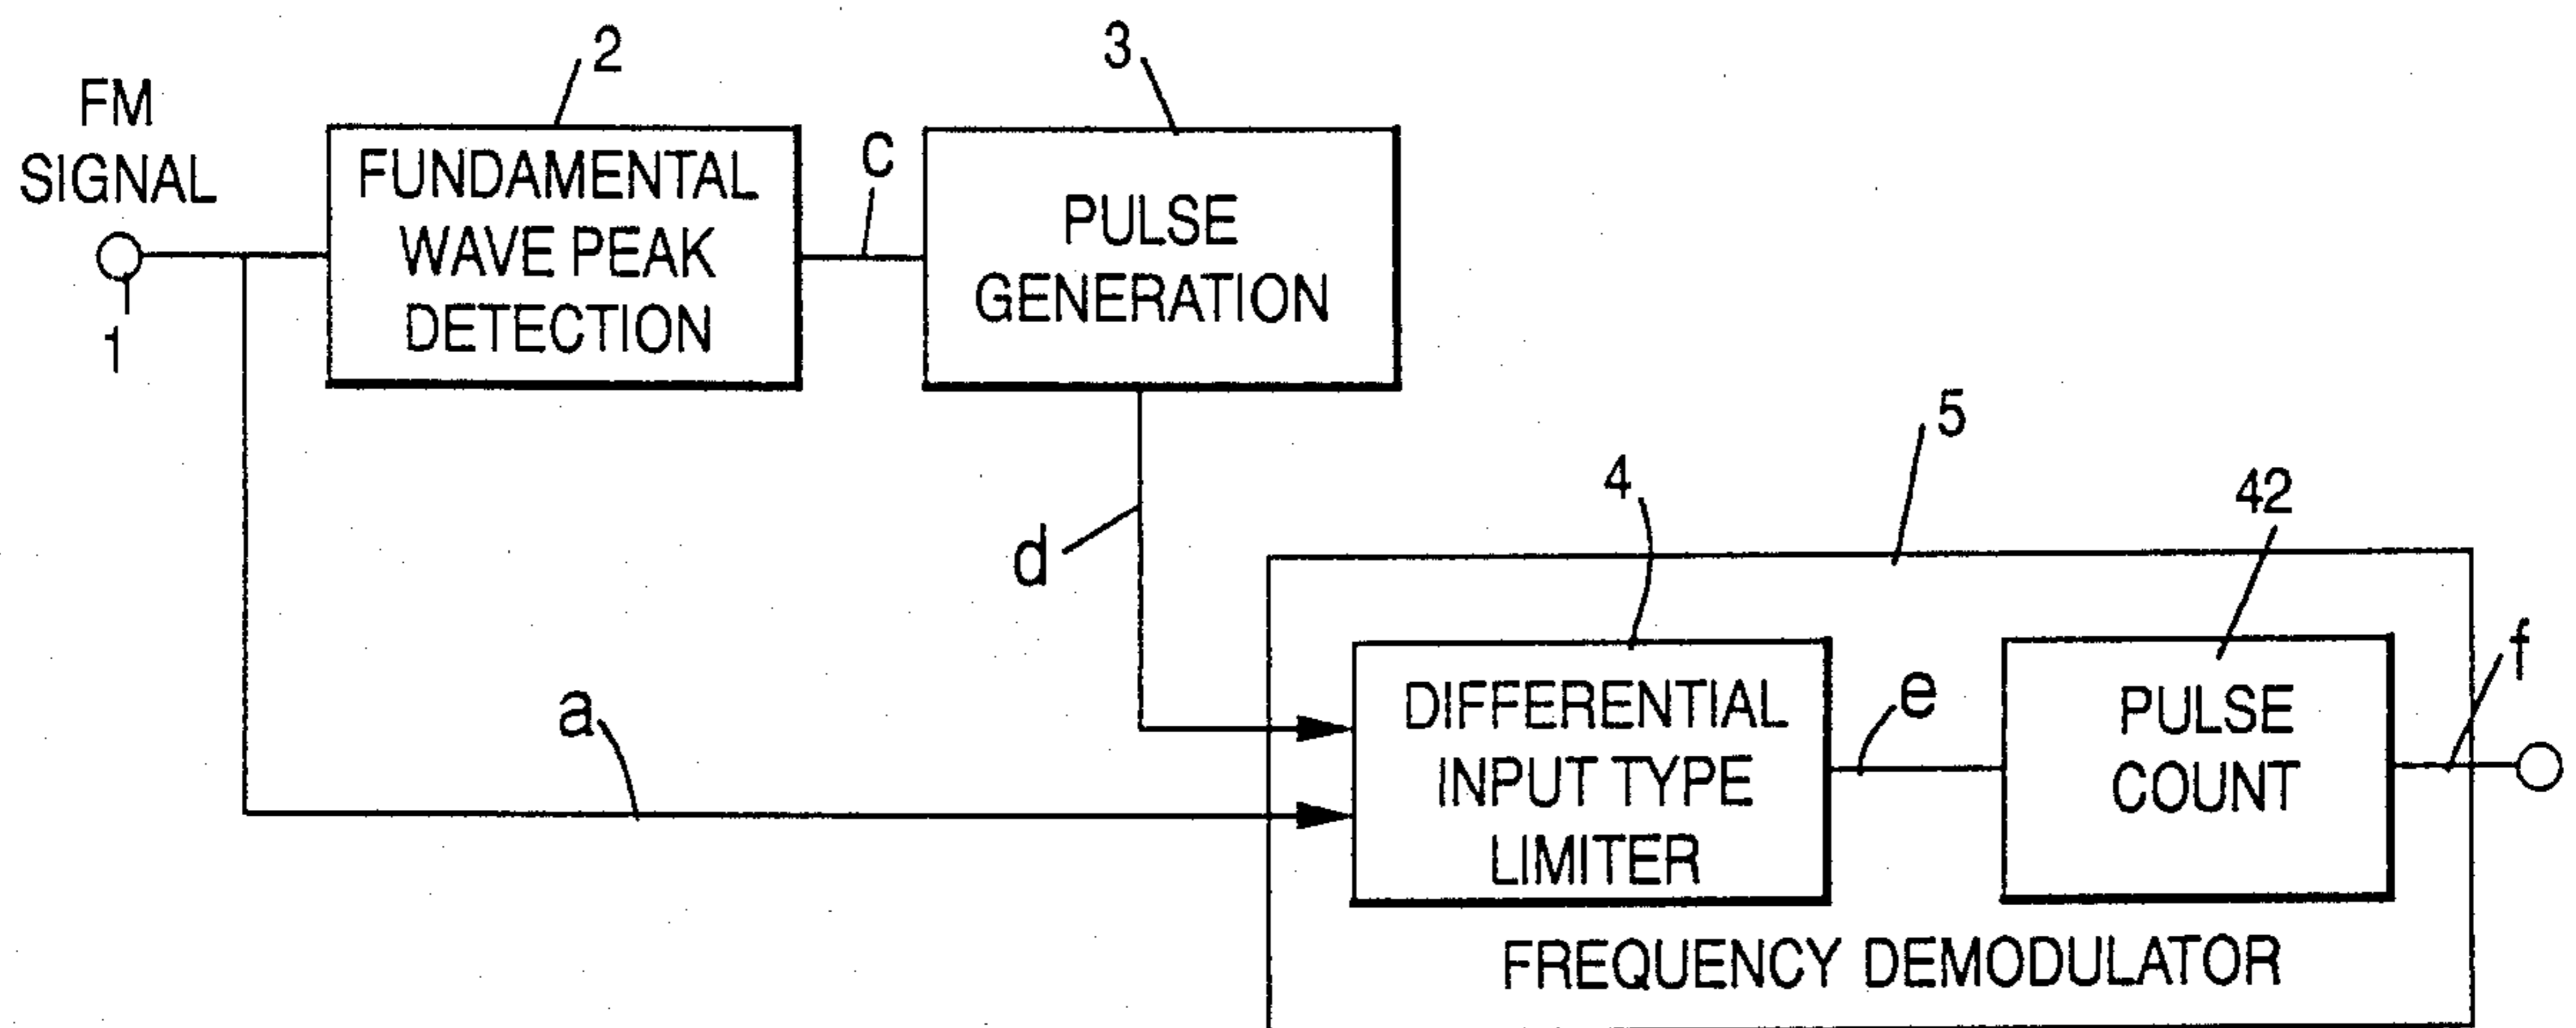 2
3
FM
SIGNAL
1
FUNDAMENTAL
WAVE PEAK
DETECTION
c
PULSE
GENERATION
d
a
5
4
42
DIFFERENTIAL
INPUT TYPE
LIMITER
e
PULSE
COUNT
f
FREQUENCY DEMODULATOR